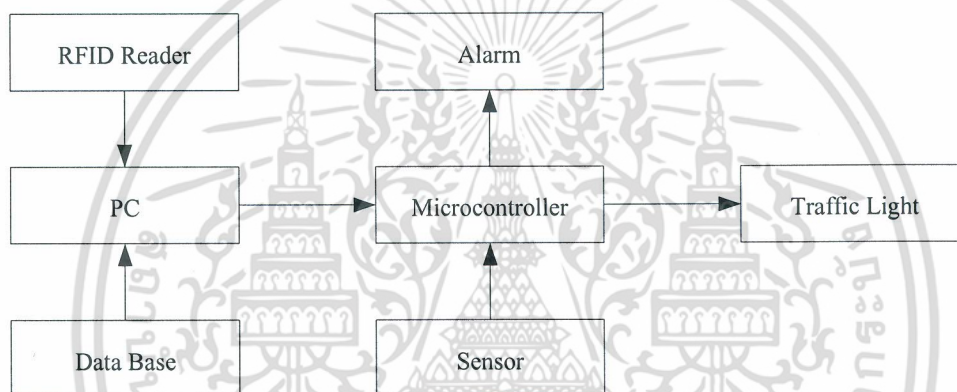 RFID Reader
Alarm
PC
Microcontroller
Traffic Light
Data Base
Sensor